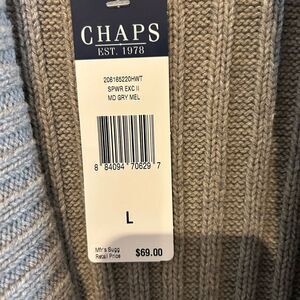 CHAPS
EST. 1978
208165220HWT
SPWR EXC II
MD GRY MEL
8 84094 70629 7
L
Mfr's Sugg
Retail Price
$69.00